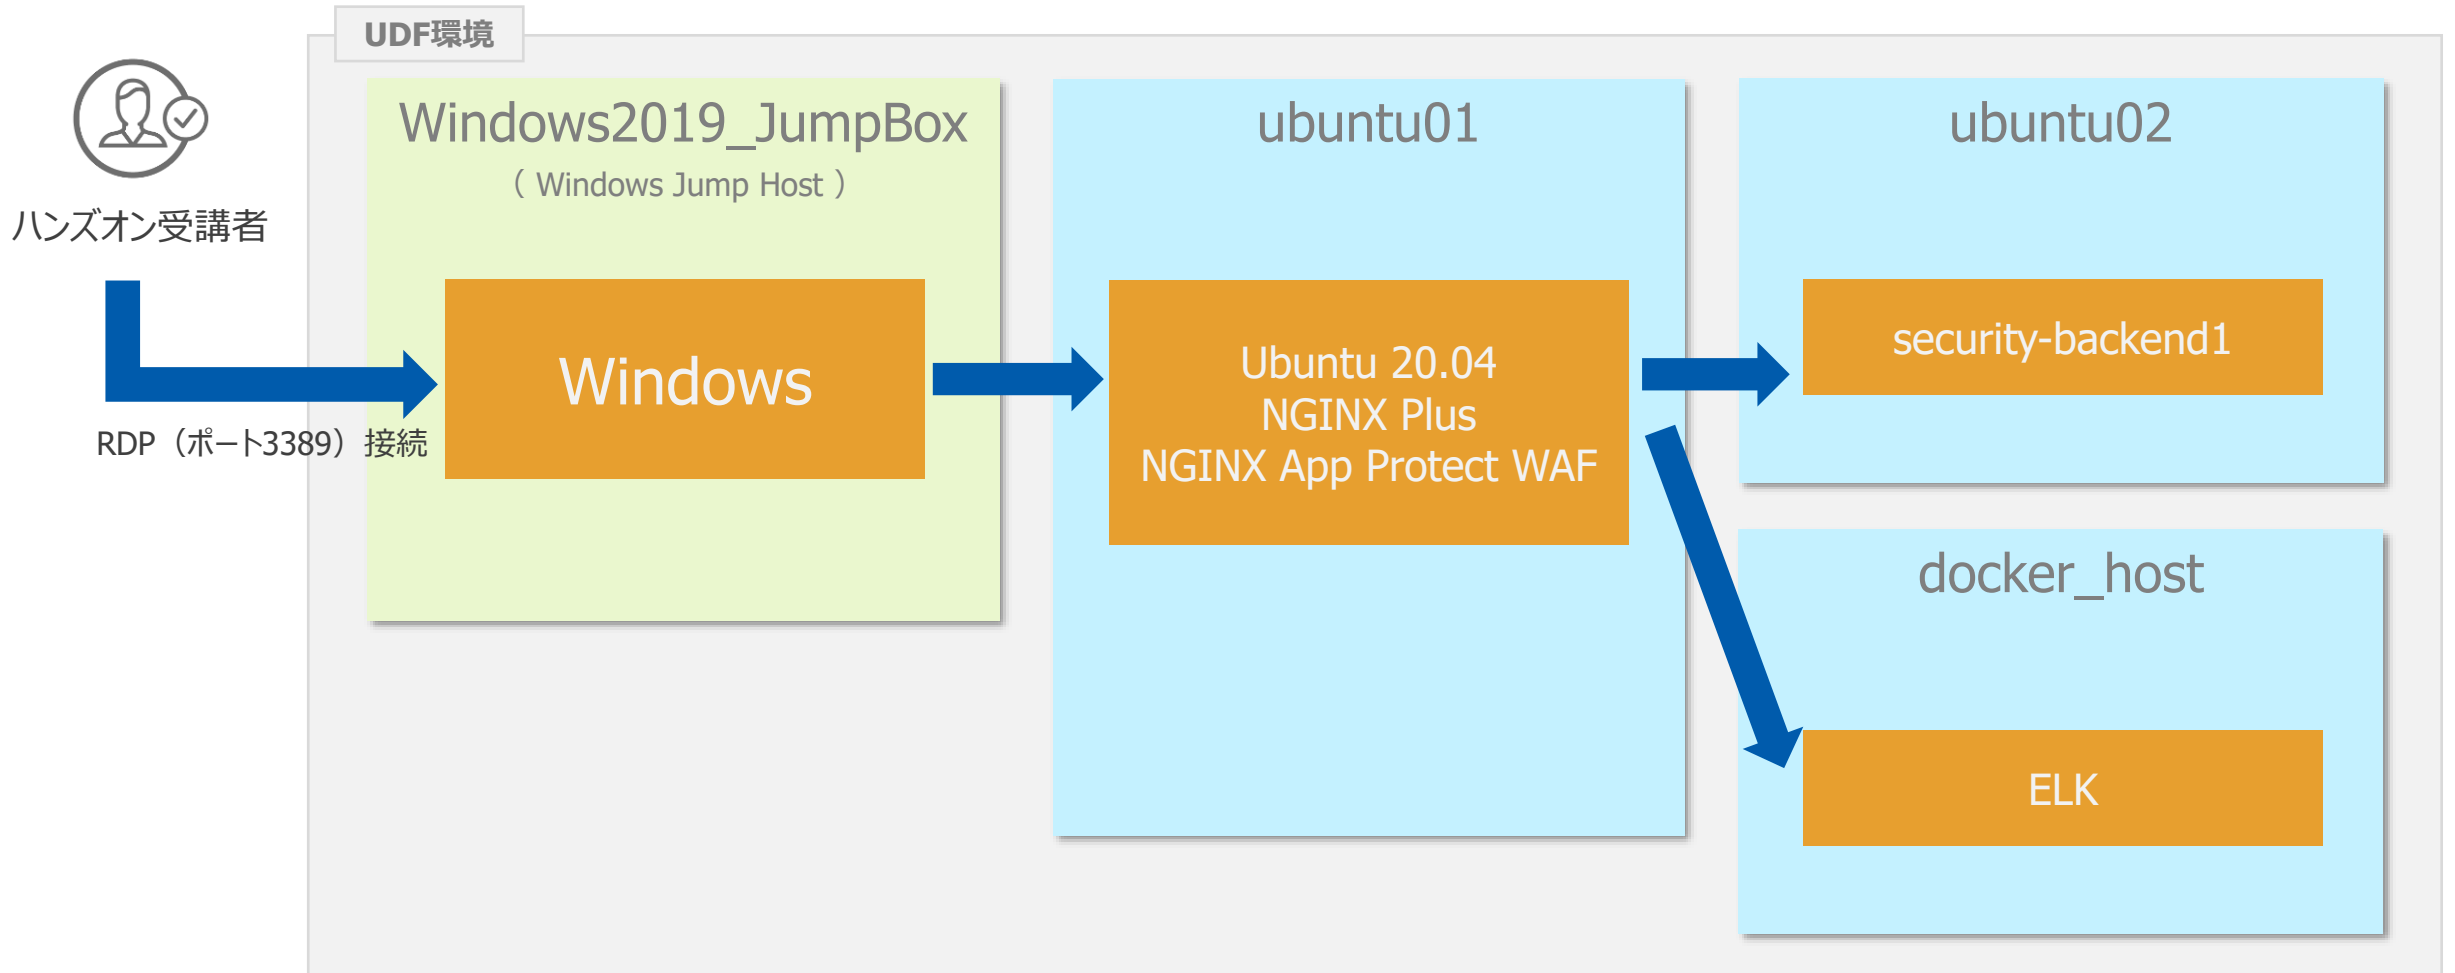 UDF環境
ハンズオン受講者
RDP（ポート3389）接続
Windows2019_JumpBox
（ Windows Jump Host ）
Windows
ubuntu01
Ubuntu 20.04
NGINX Plus
NGINX App Protect WAF
ubuntu02
security-backend1
docker_host
ELK